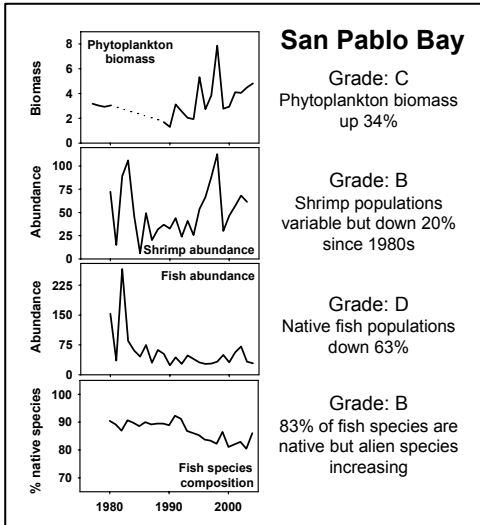 San Pablo Bay
Phytoplankton
biomass
Biomass
8
6
4
2
0
Grade: C
Phytoplankton biomass
up 34%
Abundance
100
75
50
25
0
Shrimp abundance
Grade: B
Shrimp populations
variable but down 20%
since 1980s
Fish abundance
Abundance
225
150
75
0
Grade: D
Native fish populations
down 63%
% native species
100
90
80
70
Fish species
composition
1980
1990
2000
Grade: B
83% of fish species are
native but alien species
increasing